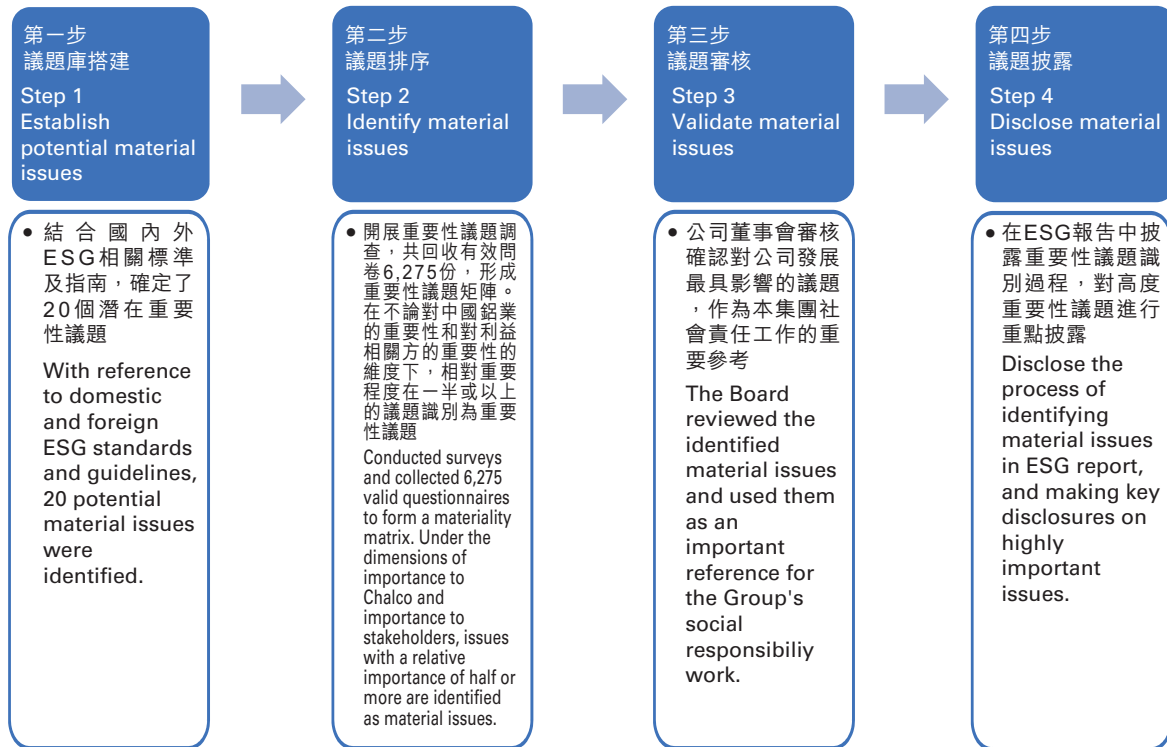 第一步
議題庫搭建
Step 1
Establish
potential material
issues
第二步
議題排序
Step 2
Identify material
issues
第三步
議題審核
Step 3
Validate material
issues
第四步
議題披露
Step 4
Disclose material
issues
• 結合國內外
ESG相關標準
及指南，確定了
20個潛在重要
性議題
With reference
to domestic
and foreign
ESG standards
and guidelines,
20 potential
material issues
were
identified.
• 開展重要性議題調
查，共回收有效問
卷6,275份，形成
重要性議題矩陣。
在不論對中國鋁業
的重要性和對利益
相關方的重要性的
維度下，相對重要
程度在一半或以上
的議題識別為重要
性議題
Conducted surveys
and collected 6,275
valid questionnaires
to form a materiality
matrix. Under the
dimensions of
importance to
Chalco and
importance to
stakeholders, issues
with a relative
importance of half or
more are identified
as material issues.
• 公司董事會審核
確認對公司發展
最具影響的議題
，作為本集團社
會責任工作的重
要參考
The Board
reviewed the
identified
material issues
and used them
as an
important
reference for
the Group's
social
responsibiliy
work.
• 在ESG報告中披
露重要性議題識
別過程，對高度
重要性議題進行
重點披露
Disclose the
process of
identifying
material issues
in ESG report,
and making key
disclosures on
highly
important
issues.